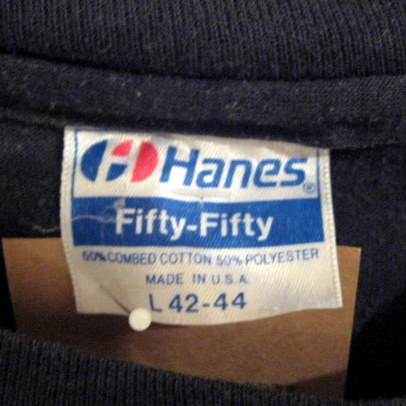 Hanes®
Fifty-Fifty
50% COMBED COTTON 50% POLYESTER
MADE IN U.S.A.
L 42-44